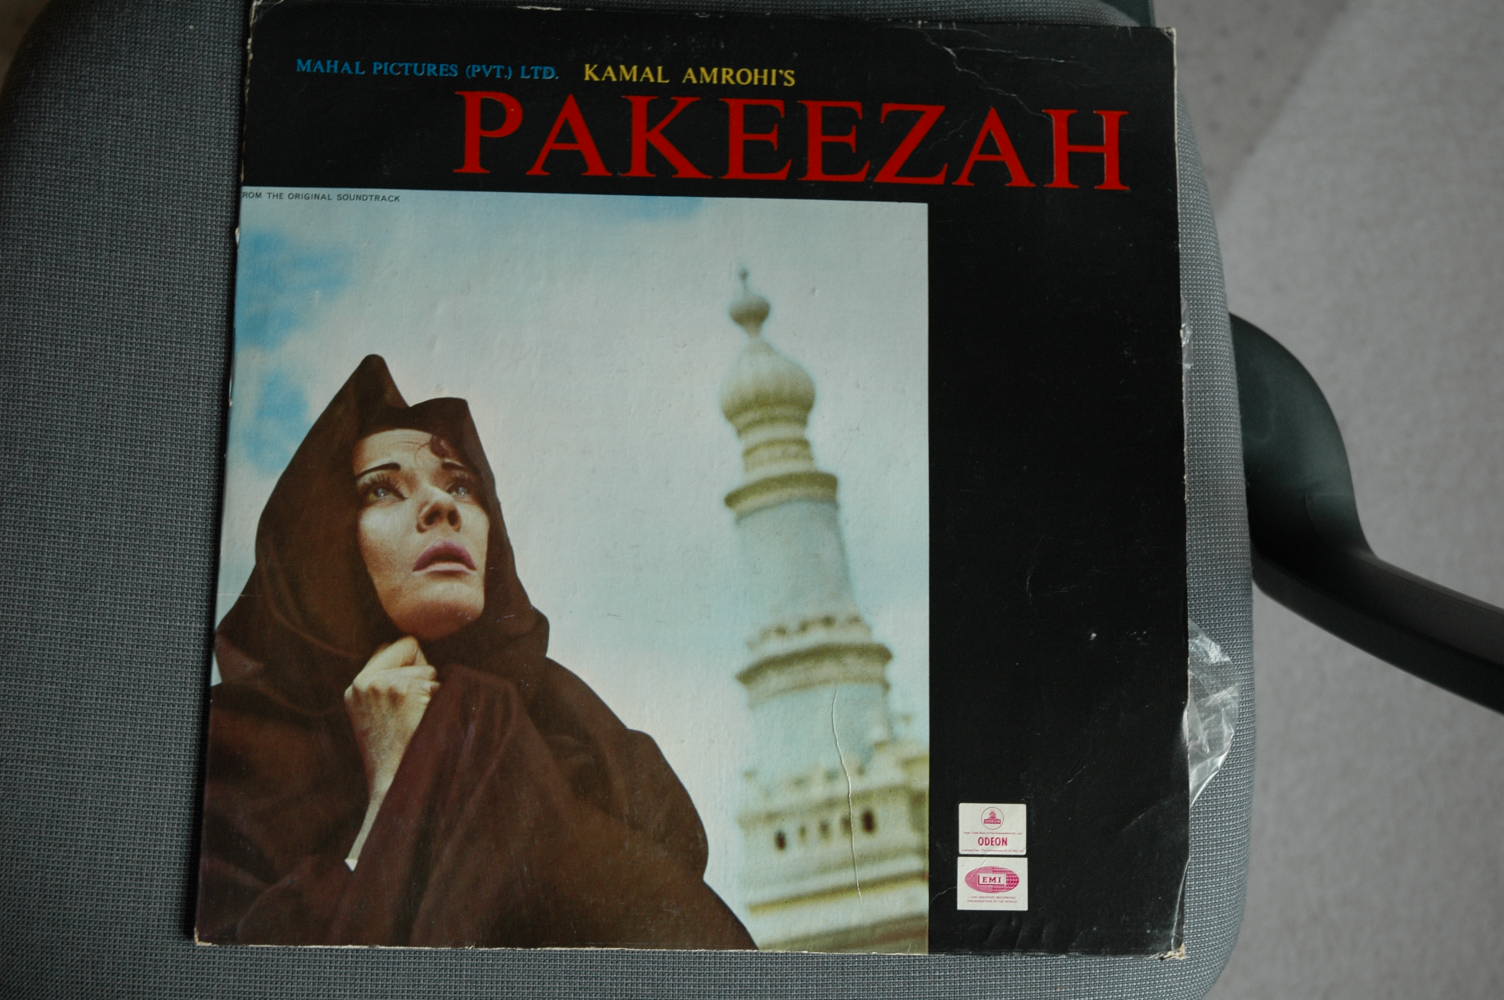 MAHAL PICTURES (PVT.) LTD. KAMAL AMROHI'S
PAKEEZAH
ROM THE ORIGINAL SOUNDTRACK
ODEON
EMI